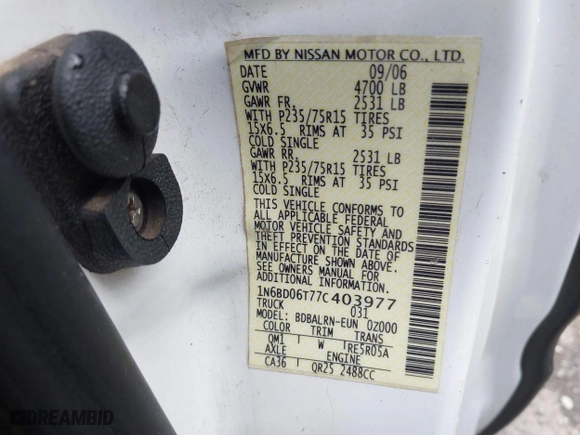 MFD BY NISSAN MOTOR CO., LTD.
DATE 09/06
GVWR 4700 LB
GAWR FR. 2531 LB
WITH P235/75R15 TIRES
15X6.5 RIMS AT 35 PSI
COLD SINGLE
GAWR RR. 2531 LB
WITH P235/75R15 TIRES
15X6.5 RIMS AT 35 PSI
COLD SINGLE
THIS VEHICLE CONFORMS TO
ALL APPLICABLE FEDERAL
MOTOR VEHICLE SAFETY AND
THEFT PREVENTION STANDARDS
IN EFFECT ON THE DATE OF
MANUFACTURE SHOWN ABOVE.
SEE OWNERS MANUAL
1N6BD06T77C403977
TRUCK 031
MODEL: BDBALRN-EUN 0Z000
COLOR TRIM TRANS
QM1 W RE5R05A
AXLE ENGINE
CA36 QR25 2488CC
DREAMBID